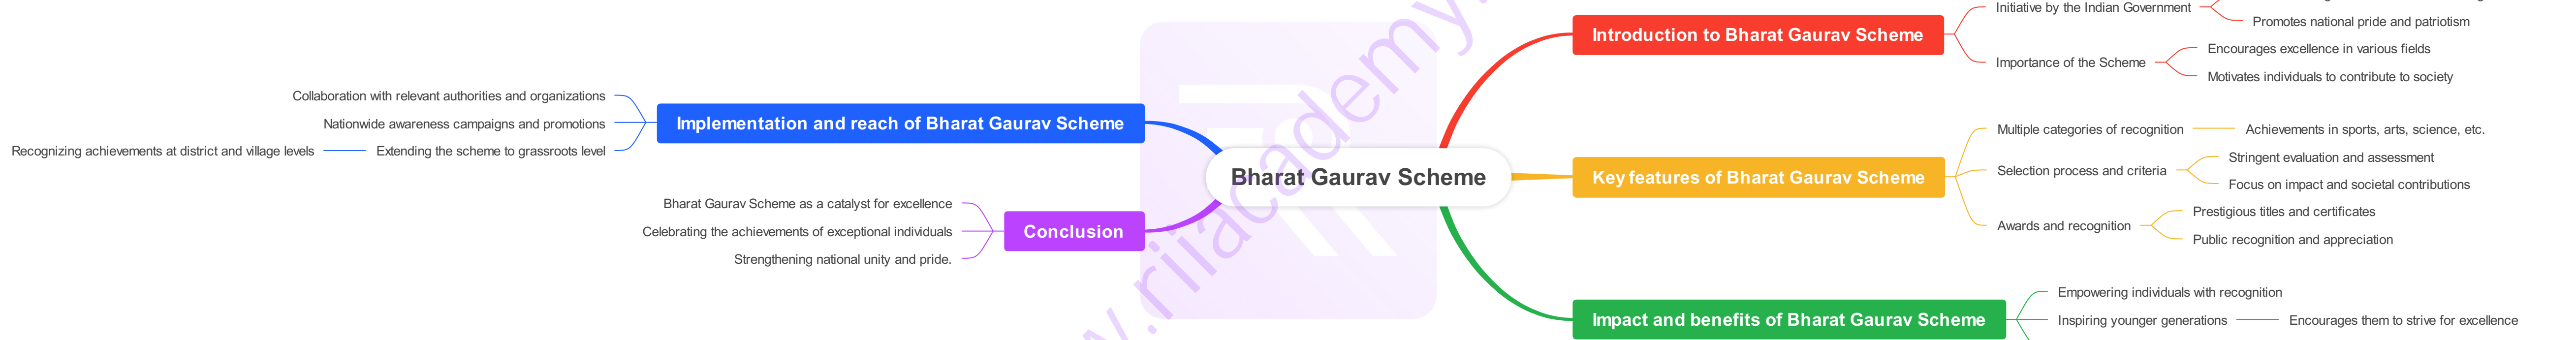 Bharat Gaurav Scheme
Introduction to Bharat Gaurav Scheme
Initiative by the Indian Government
Promotes national pride and patriotism
Importance of the Scheme
Encourages excellence in various fields
Motivates individuals to contribute to society
Key features of Bharat Gaurav Scheme
Multiple categories of recognition
Achievements in sports, arts, science, etc.
Selection process and criteria
Stringent evaluation and assessment
Focus on impact and societal contributions
Awards and recognition
Prestigious titles and certificates
Public recognition and appreciation
Impact and benefits of Bharat Gaurav Scheme
Empowering individuals with recognition
Inspiring younger generations
Encourages them to strive for excellence
Implementation and reach of Bharat Gaurav Scheme
Collaboration with relevant authorities and organizations
Nationwide awareness campaigns and promotions
Extending the scheme to grassroots level
Recognizing achievements at district and village levels
Conclusion
Bharat Gaurav Scheme as a catalyst for excellence
Celebrating the achievements of exceptional individuals
Strengthening national unity and pride.